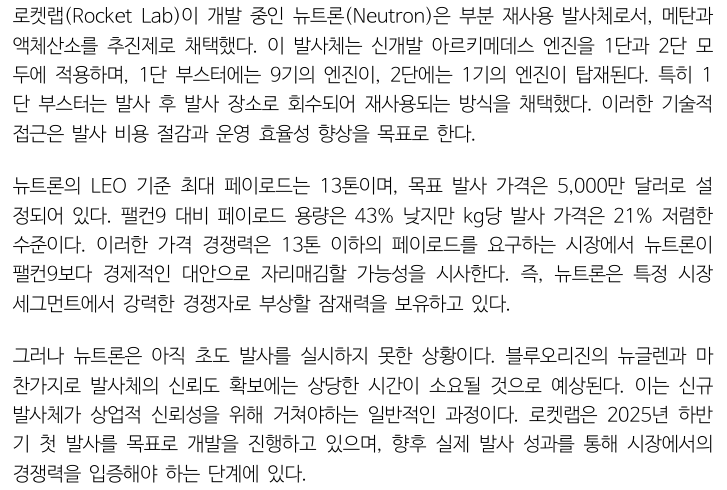 로켓랩(Rocket Lab)이 개발 중인 뉴트론(Neutron)은 부분 재사용 발사체로서, 메탄과
액체산소를 추진제로 채택했다. 이 발사체는 신개발 아르키메데스 엔진을 1단과 2단 모
두에 적용하며, 1단 부스터에는 9기의 엔진이, 2단에는 1기의 엔진이 탑재된다. 특히 1
단 부스터는 발사 후 발사 장소로 회수되어 재사용되는 방식을 채택했다. 이러한 기술적
접근은 발사 비용 절감과 운영 효율성 향상을 목표로 한다.
뉴트론의 LEO 기준 최대 페이로드는 13톤이며, 목표 발사 가격은 5,000만 달러로 설
정되어 있다. 팰컨9 대비 페이로드 용량은 43% 낮지만 kg당 발사 가격은 21% 저렴한
수준이다. 이러한 가격 경쟁력은 13톤 이하의 페이로드를 요구하는 시장에서 뉴트론이
팰컨9보다 경제적인 대안으로 자리매김할 가능성을 시사한다. 즉, 뉴트론은 특정 시장
세그먼트에서 강력한 경쟁자로 부상할 잠재력을 보유하고 있다.
그러나 뉴트론은 아직 초도 발사를 실시하지 못한 상황이다. 블루오리진의 뉴글렌과 마
찬가지로 발사체의 신뢰도 확보에는 상당한 시간이 소요될 것으로 예상된다. 이는 신규
발사체가 상업적 신뢰성을 위해 거쳐야하는 일반적인 과정이다. 로켓랩은 2025년 하반
기 첫 발사를 목표로 개발을 진행하고 있으며, 향후 실제 발사 성과를 통해 시장에서의
경쟁력을 입증해야 하는 단계에 있다.